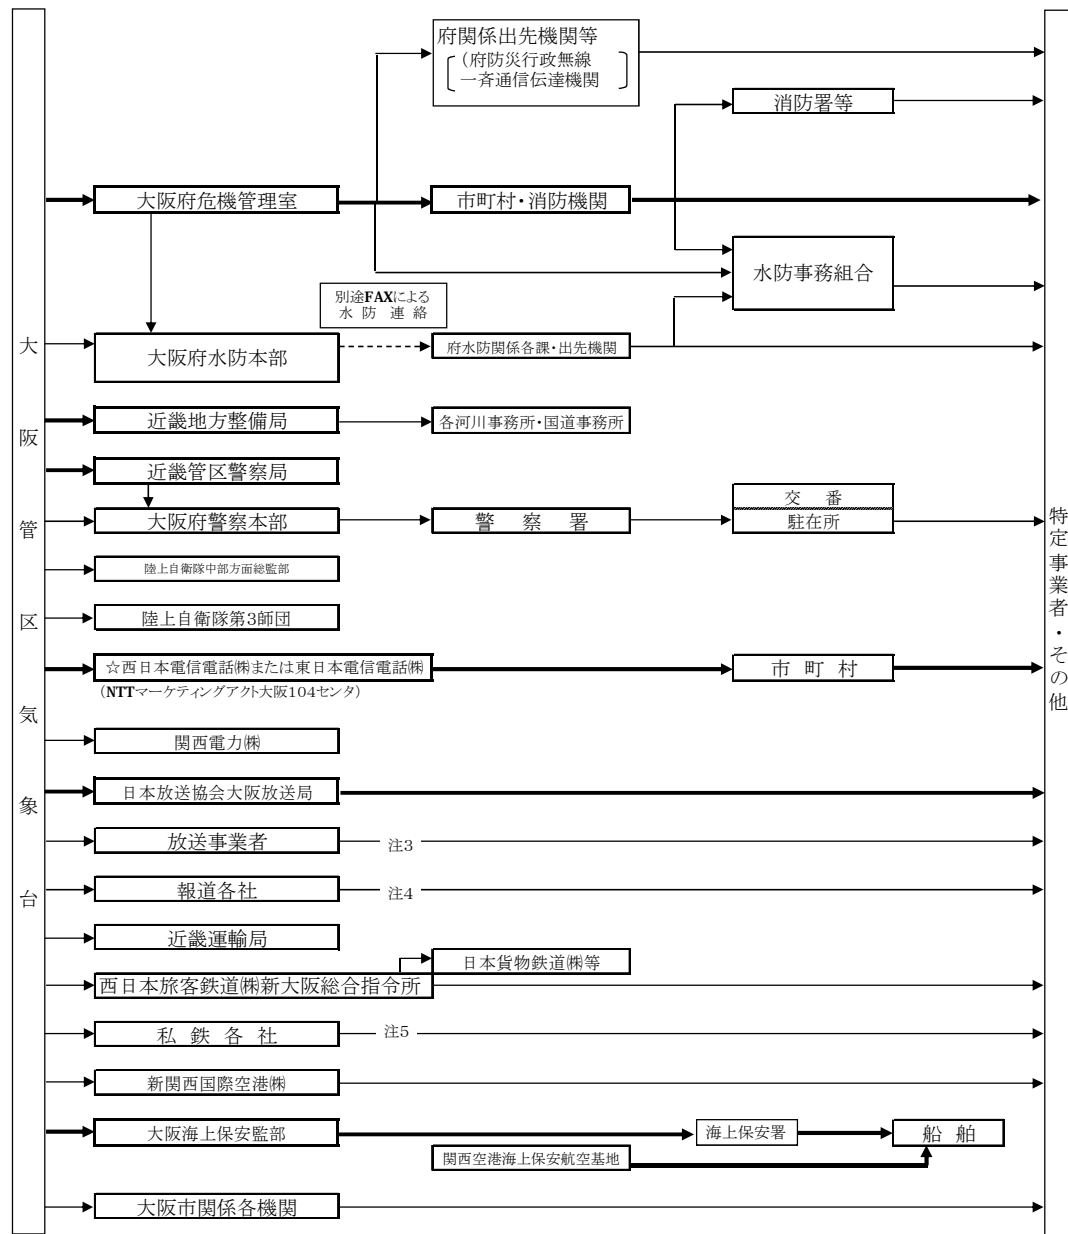 大阪管区気象台
府関係出先機関等
(府防災行政無線
一斉通信伝達機関
消防署等
大阪府危機管理室
市町村・消防機関
水防事務組合
別途FAXによる
水 防 連 絡
大阪府水防本部
府水防関係各課・出先機関
近畿地方整備局
各河川事務所・国道事務所
近畿管区警察局
大阪府警察本部
警 察 署
交 番
駐在所
陸上自衛隊中部方面総監部
陸上自衛隊第3師団
☆西日本電信電話㈱または東日本電信電話㈱
(NTTマーケティングアクト大阪104センタ)
市 町 村
関西電力㈱
日本放送協会大阪放送局
放送事業者
注3
報道各社
注4
近畿運輸局
日本貨物鉄道㈱等
西日本旅客鉄道㈱新大阪総合指令所
私 鉄 各 社
注5
新関西国際空港㈱
大阪海上保安監部
海上保安署
船 舶
関西空港海上保安航空基地
大阪市関係各機関
特定事業者・その他